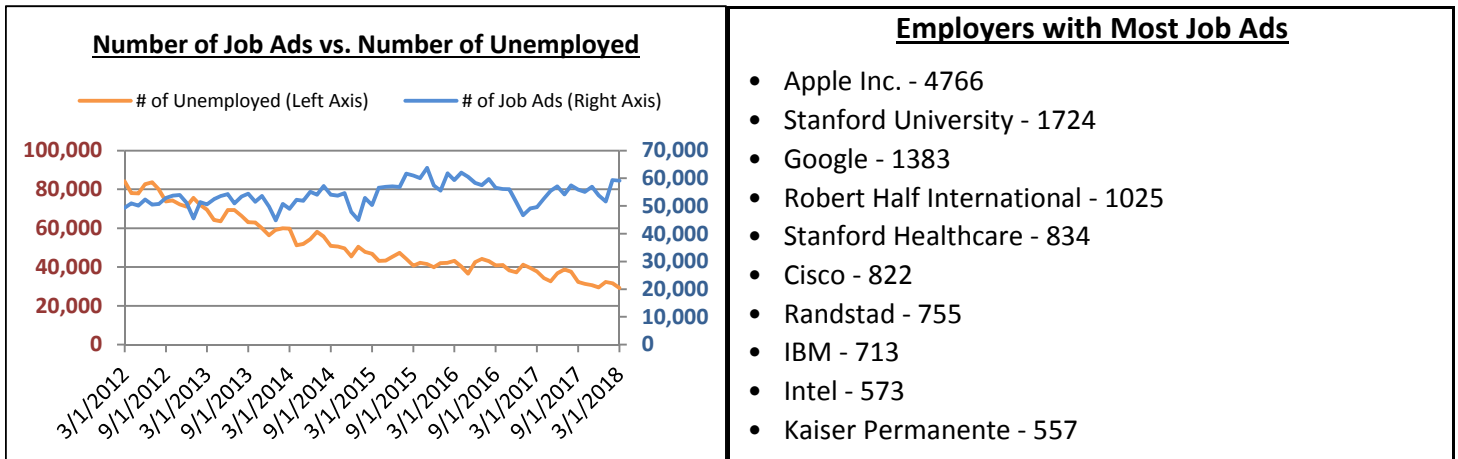 Number of Job Ads vs. Number of Unemployed
# of Unemployed (Left Axis) # of Job Ads (Right Axis)
100,000
80,000
60,000
40,000
20,000
0
70,000
60,000
50,000
40,000
30,000
20,000
10,000
0
3/1/2012
9/1/2012
3/1/2013
9/1/2013
3/1/2014
9/1/2014
3/1/2015
9/1/2015
3/1/2016
9/1/2016
3/1/2017
9/1/2017
3/1/2018
Employers with Most Job Ads
• Apple Inc. - 4766
• Stanford University - 1724
• Google - 1383
• Robert Half International - 1025
• Stanford Healthcare - 834
• Cisco - 822
• Randstad - 755
• IBM - 713
• Intel - 573
• Kaiser Permanente - 557